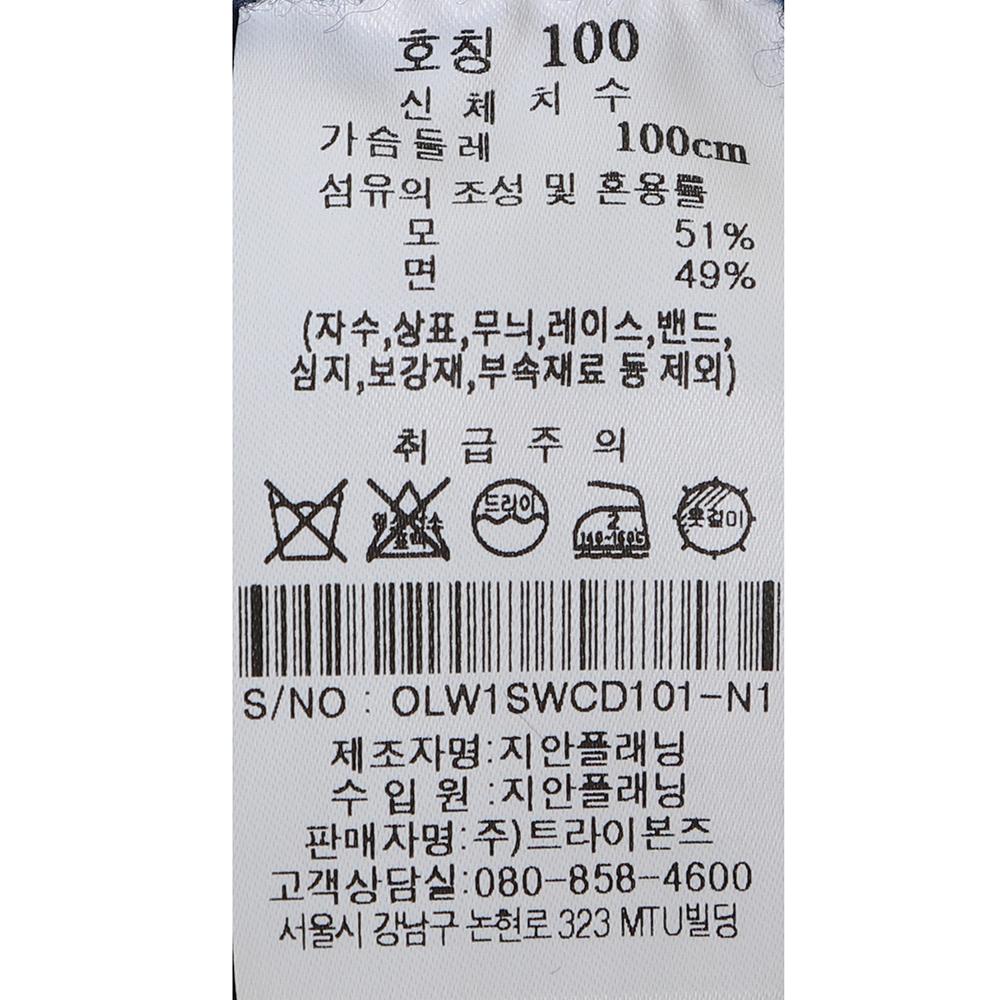 호칭 100
신 체 치 수
가슴둘레 100cm
섬유의 조성 및 혼용률
모 51%
면 49%
(자수,상표,무늬,레이스,밴드,
심지,보강재,부속재료 등 제외)
취 급 주 의
드라이 2 140~160℃ 옷걸이
S/NO : OLW1SWCD101-N1
제조자명:지안플래닝
수 입 원 :지안플래닝
판매자명:주)트라이본즈
고객상담실:080-858-4600
서울시 강남구 논현로 323 MTU빌딩